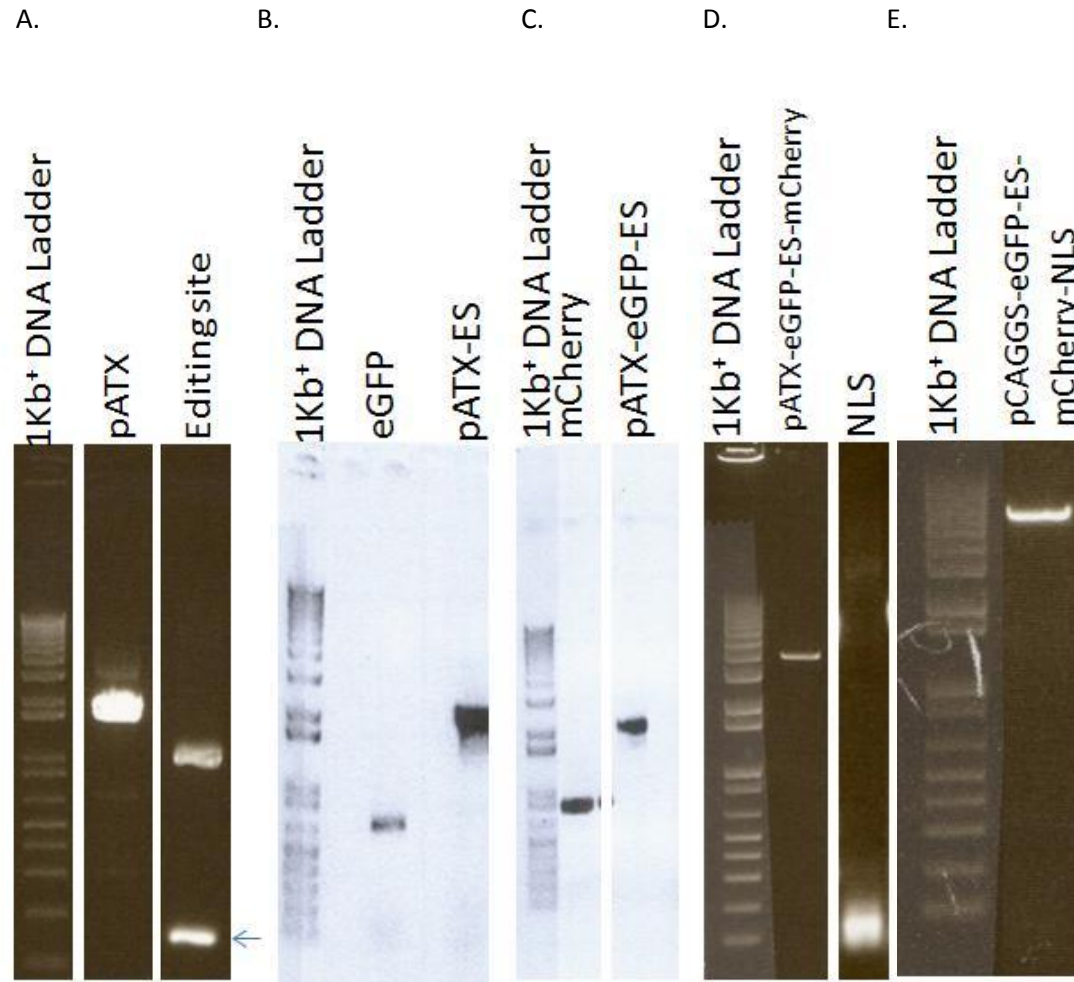 A.
B.
C.
D.
E.
1Kb⁺ DNA Ladder
pATX
Editing site
1Kb⁺ DNA Ladder
eGFP
pATX-ES
1Kb⁺ DNA Ladder
mCherry
pATX-eGFP-ES
1Kb⁺ DNA Ladder
pATX-eGFP-ES-mCherry
NLS
1Kb⁺ DNA Ladder
pCAGGS-eGFP-ES-
mCherry-NLS